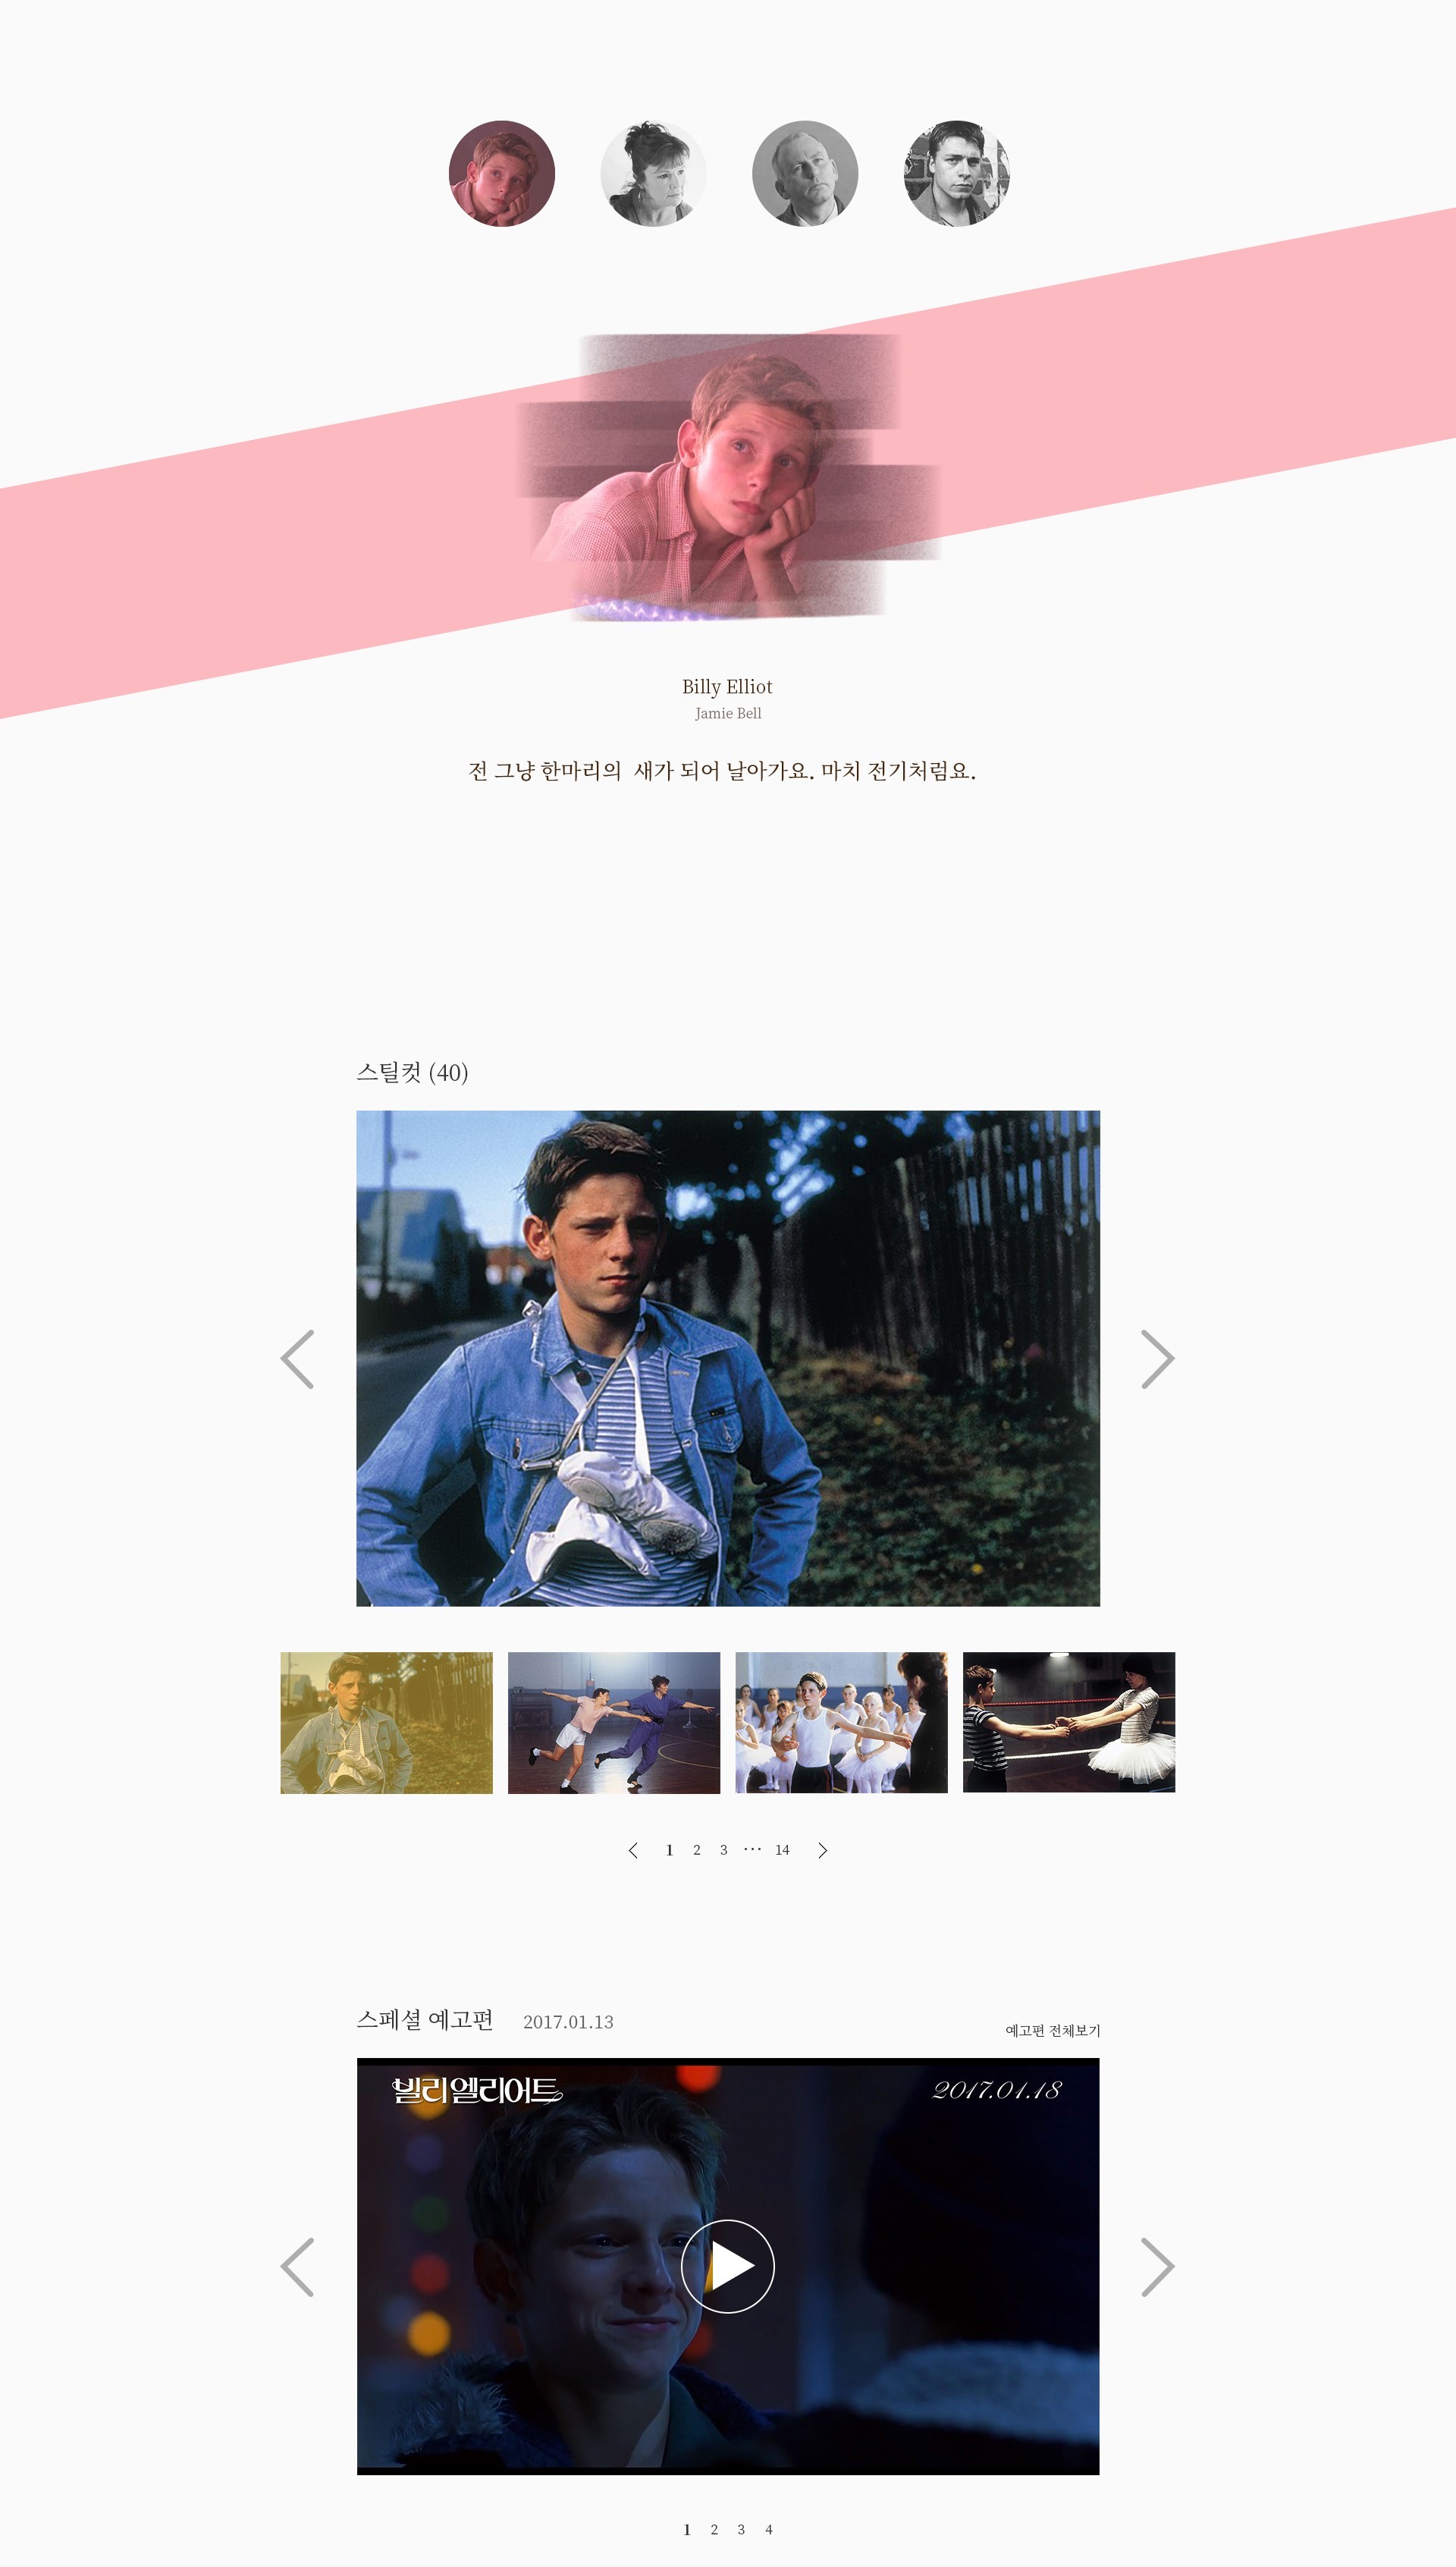 Billy Elliot
Jamie Bell
전 그냥 한마리의 새가 되어 날아가요. 마치 전기처럼요.
스틸컷 (40)
1 2 3 ··· 14
스페셜 예고편 2017.01.13
예고편 전체보기
빌리 엘리어트 2017.01.18
1 2 3 4